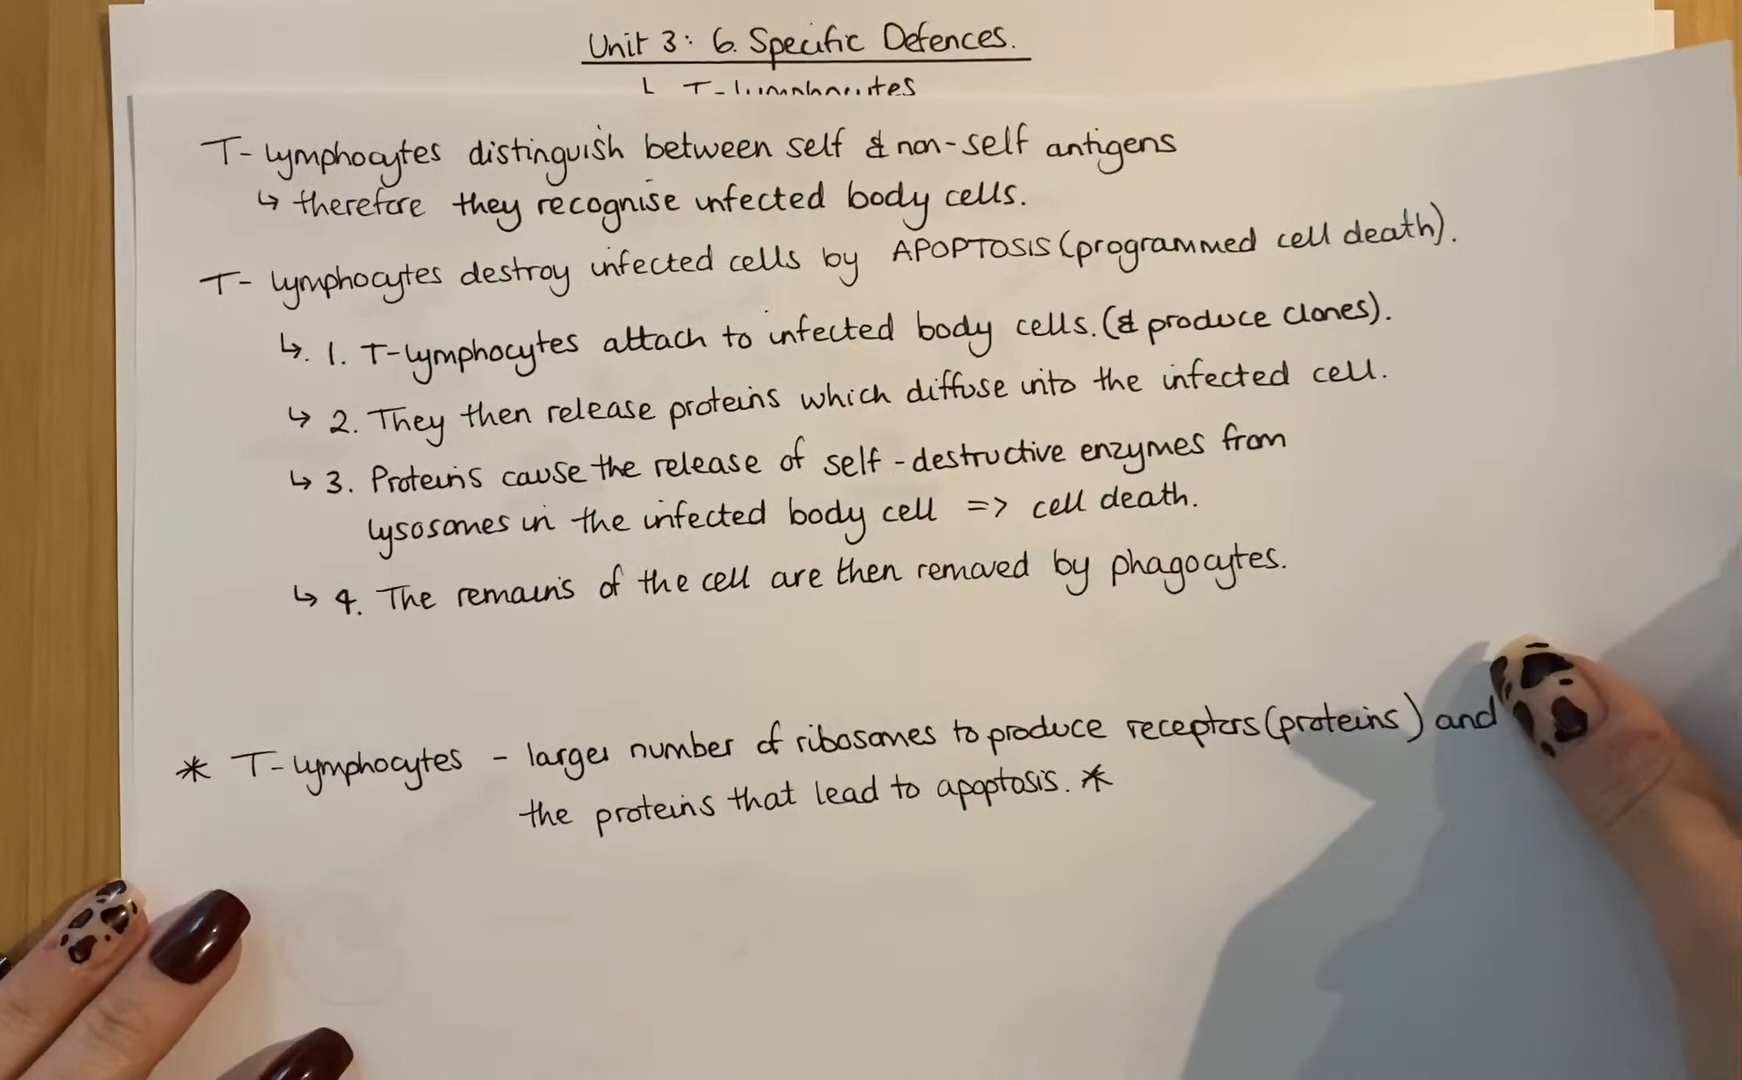 Unit 3: 6. Specific Defences.
↳ T-lymphocytes
T-lymphocytes distinguish between self & non-self antigens
↳ therefore they recognise infected body cells.
T-lymphocytes destroy infected cells by APOPTOSIS (programmed cell death).
↳. 1. T-lymphocytes attach to infected body cells. (& produce clones).
↳ 2. They then release proteins which diffuse into the infected cell.
↳ 3. Proteins cause the release of self-destructive enzymes from
lysosomes in the infected body cell => cell death.
↳ 4. The remains of the cell are then removed by phagocytes.
* T-lymphocytes - larger number of ribosomes to produce receptors (proteins) and
the proteins that lead to apoptosis. *